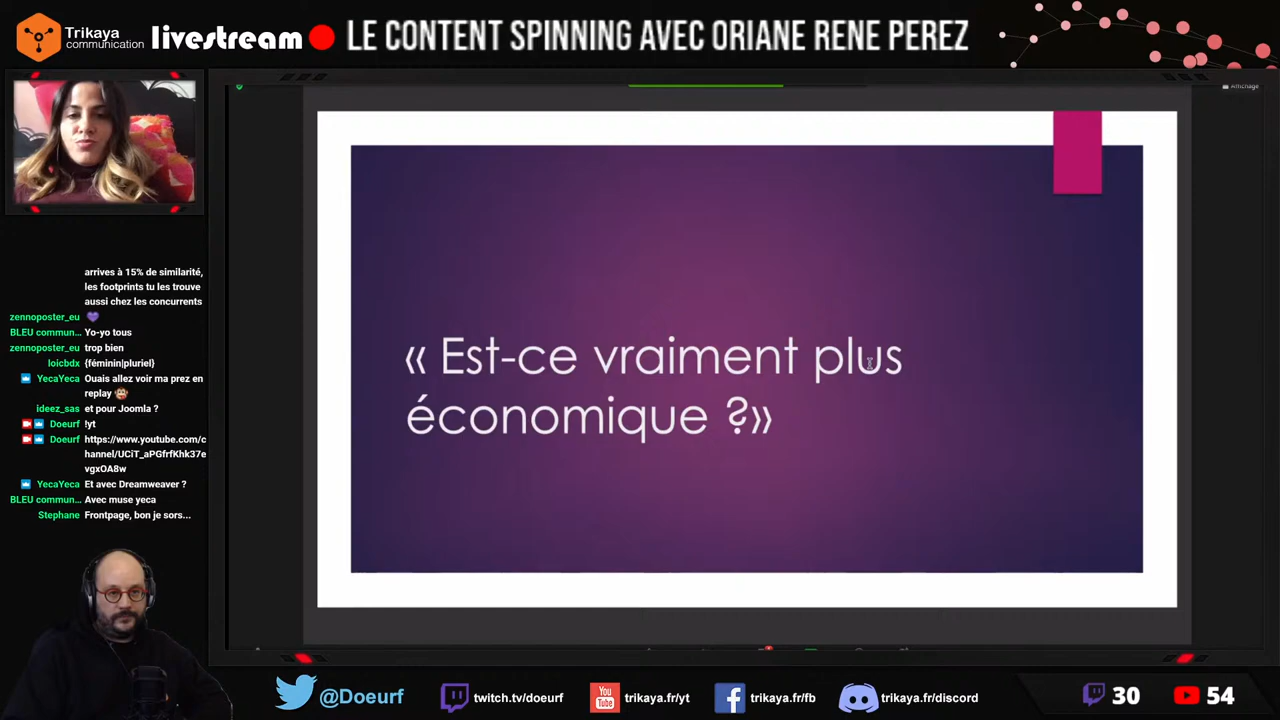 Trikaya
communication
livestream
LE CONTENT SPINNING AVEC ORIANE RENE PEREZ
Affichage
arrives à 15% de similarité,
les footprints tu les trouve
aussi chez les concurrents
zennoposter_eu
BLEU commun... Yo-yo tous
zennoposter_eu trop bien
loicbdx {féminin|pluriel}
YecaYeca Ouais allez voir ma prez en
replay
ideez_sas et pour Joomla ?
Doeurf !yt
Doeurf https://www.youtube.com/c
hannel/UCiT_aPGfrfKhk37e
vgxOA8w
YecaYeca Et avec Dreamweaver ?
BLEU commun... Avec muse yeca
Stephane Frontpage, bon je sors...
« Est-ce vraiment plus
économique ?»
@Doeurf
twitch.tv/doeurf
You
Tube
trikaya.fr/yt
trikaya.fr/fb
trikaya.fr/discord
30
54